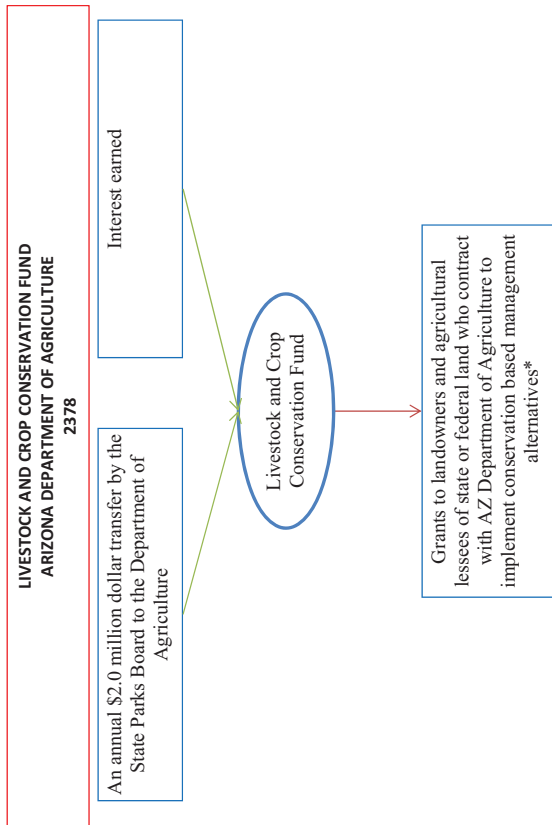 LIVESTOCK AND CROP CONSERVATION FUND
ARIZONA DEPARTMENT OF AGRICULTURE
2378
An annual $2.0 million dollar transfer by the
State Parks Board to the Department of
Agriculture
Interest earned
Livestock and Crop
Conservation Fund
Grants to landowners and agricultural
lessees of state or federal land who contract
with AZ Department of Agriculture to
implement conservation based management
alternatives*